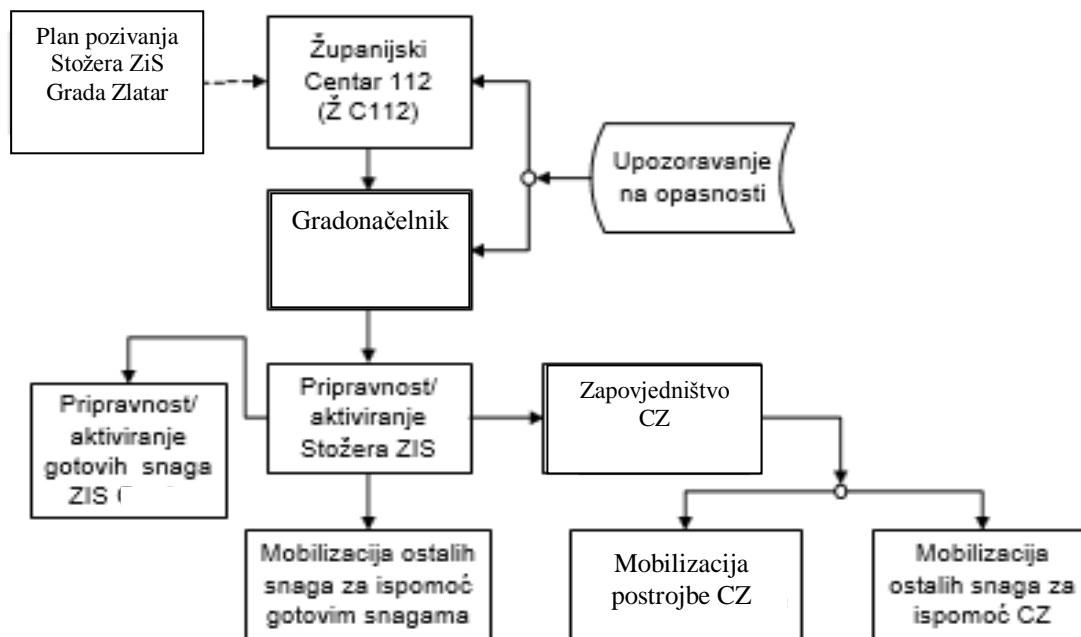 Plan pozivanja
Stožera ZiS
Grada Zlatar
Županijski
Centar 112
(Ž C112)
Upozoravanje
na opasnosti
Gradonačelnik
Pripravnost/
aktiviranje
gotovih snaga
ZIS
Pripravnost/
aktiviranje
Stožera ZIS
Zapovjedništvo
CZ
Mobilizacija ostalih
snaga za ispomoć
gotovim snagama
Mobilizacija
postrojbe CZ
Mobilizacija
ostalih snaga za
ispomoć CZ